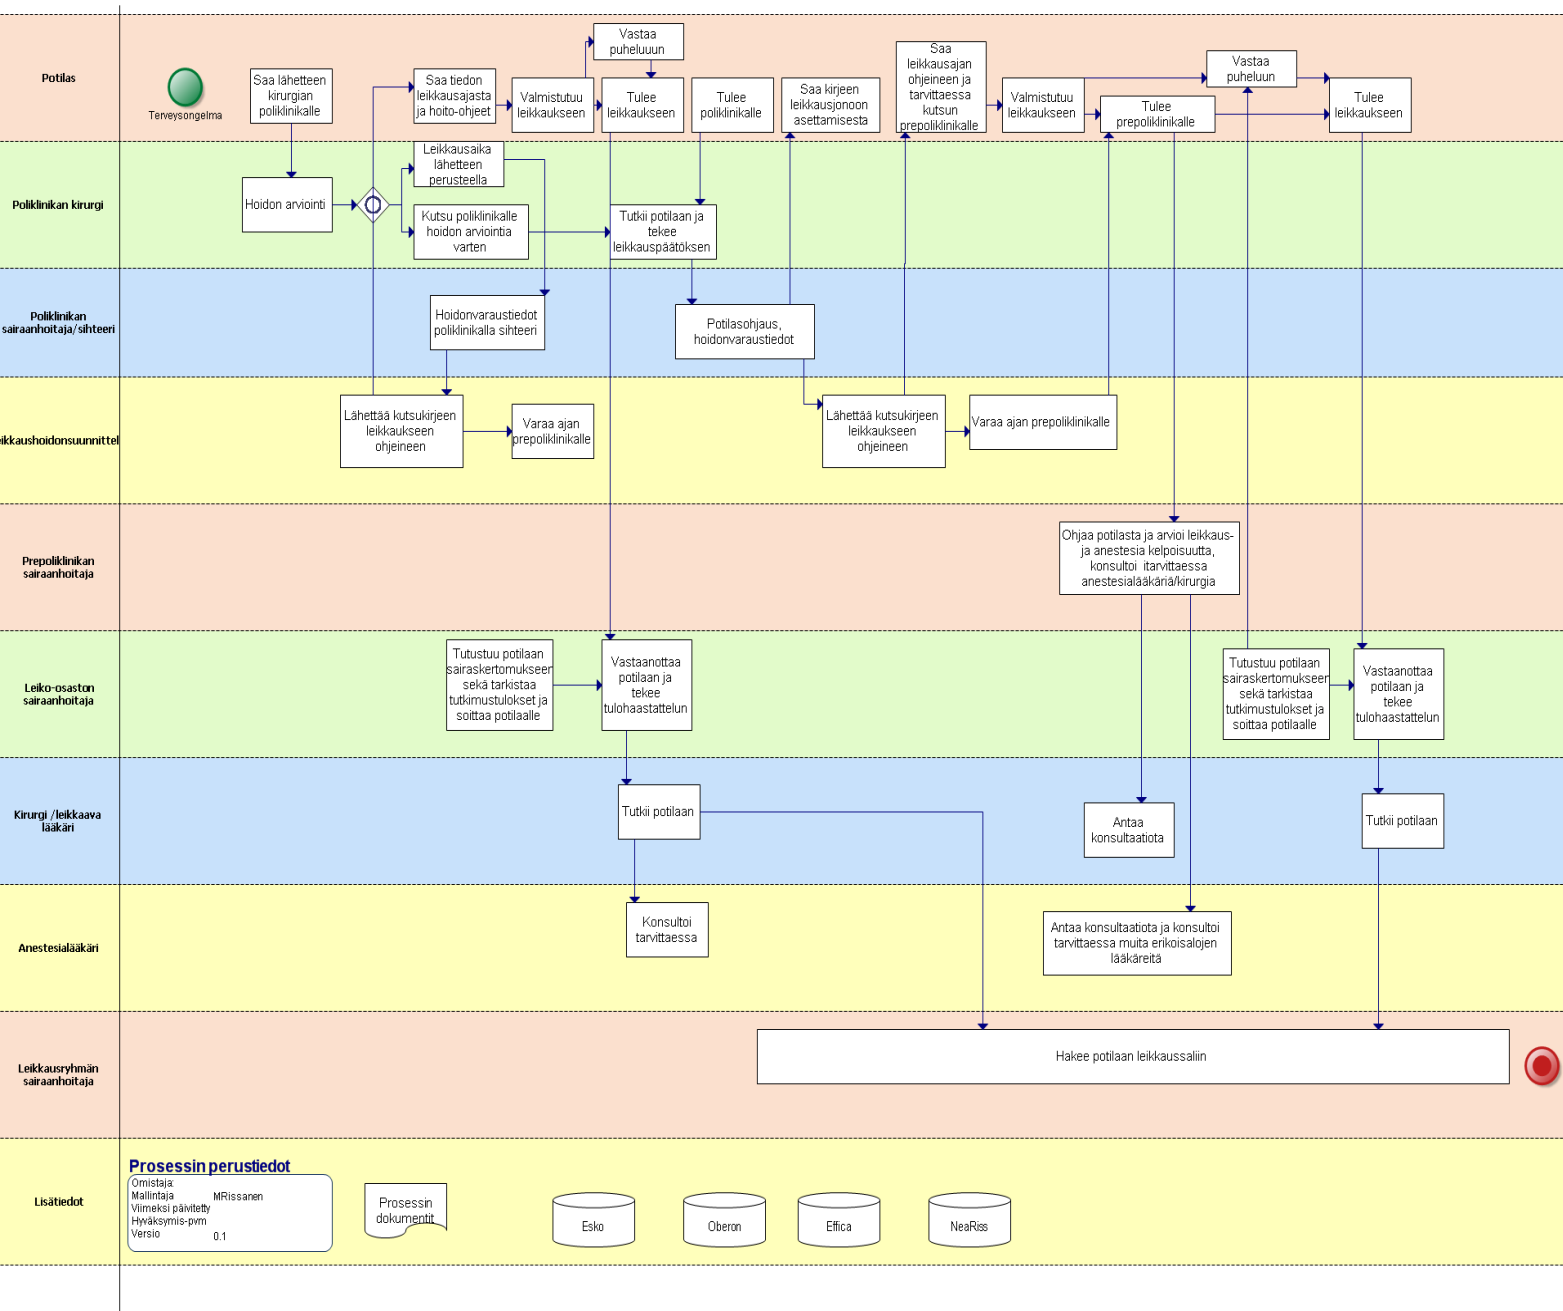 Potilas
Terveysongelma
Saa lähetteen
kirurgian
poliklinikalle
Saa tiedon
leikkausajasta
ja hoito-ohjeet
Valmistutuu
leikkaukseen
Vastaa
puheluuun
Tulee
leikkaukseen
Tulee
poliklinikalle
Saa kirjeen
leikkausjonoon
asettamisesta
Saa
leikkausajan
ohjeineen ja
tarvittaessa
kutsun
prepoliklinikalle
Valmistutuu
leikkaukseen
Tulee
prepoliklinikalle
Vastaa
puheluun
Tulee
leikkaukseen
Poliklinikan kirurgi
Hoidon arviointi
Leikkausaika
lähetteen
perusteella
Kutsu poliklinikalle
hoidon arviointia
varten
Tutkii potilaan ja
tekee
leikkauspäätöksen
Poliklinikan
sairaanhoitaja/sihteeri
Hoidonvaraustiedot
poliklinikalla sihteeri
Potilasohjaus,
hoidonvaraustiedot
eikkaushoidonsuunnittel
Lähettää kutsukirjeen
leikkaukseen
ohjeineen
Varaa ajan
prepoliklinikalle
Lähettää kutsukirjeen
leikkaukseen
ohjeineen
Varaa ajan prepoliklinikalle
Prepoliklinikan
sairaanhoitaja
Ohjaa potilasta ja arvioi leikkaus-
ja anestesia kelpoisuutta,
konsultoi itarvittaessa
anestesialääkäriä/kirurgia
Leiko-osaston
sairaanhoitaja
Tutustuu potilaan
sairaskertomukseen
sekä tarkistaa
tutkimustulokset ja
soittaa potilaalle
Vastaanottaa
potilaan ja
tekee
tulohaastattelun
Tutustuu potilaan
sairaskertomukseen
sekä tarkistaa
tutkimustulokset ja
soittaa potilaalle
Vastaanottaa
potilaan ja
tekee
tulohaastattelun
Kirurgi /leikkaava
lääkäri
Tutkii potilaan
Antaa
konsultaatiota
Tutkii potilaan
Anestesialääkäri
Konsultoi
tarvittaessa
Antaa konsultaatiota ja konsultoi
tarvittaessa muita erikoisalojen
lääkäreitä
Leikkausryhmän
sairaanhoitaja
Hakee potilaan leikkaussaliin
Lisätiedot
Prosessin perustiedot
Omistaja:
Mallintaja MRissanen
Viimeksi päivitetty
Hyväksymis-pvm
Versio 0.1
Prosessin
dokumentit
Esko
Oberon
Effica
NeaRiss